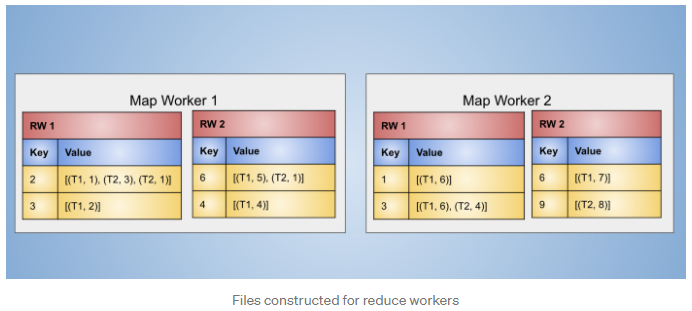 Map Worker 1
RW 1
Key Value
2 [(T1, 1), (T2, 3), (T2, 1)]
3 [(T1, 2)]
RW 2
Key Value
6 [(T1, 5), (T2, 1)]
4 [(T1, 4)]
Map Worker 2
RW 1
Key Value
1 [(T1, 6)]
3 [(T1, 6), (T2, 4)]
RW 2
Key Value
6 [(T1, 7)]
9 [(T2, 8)]
Files constructed for reduce workers